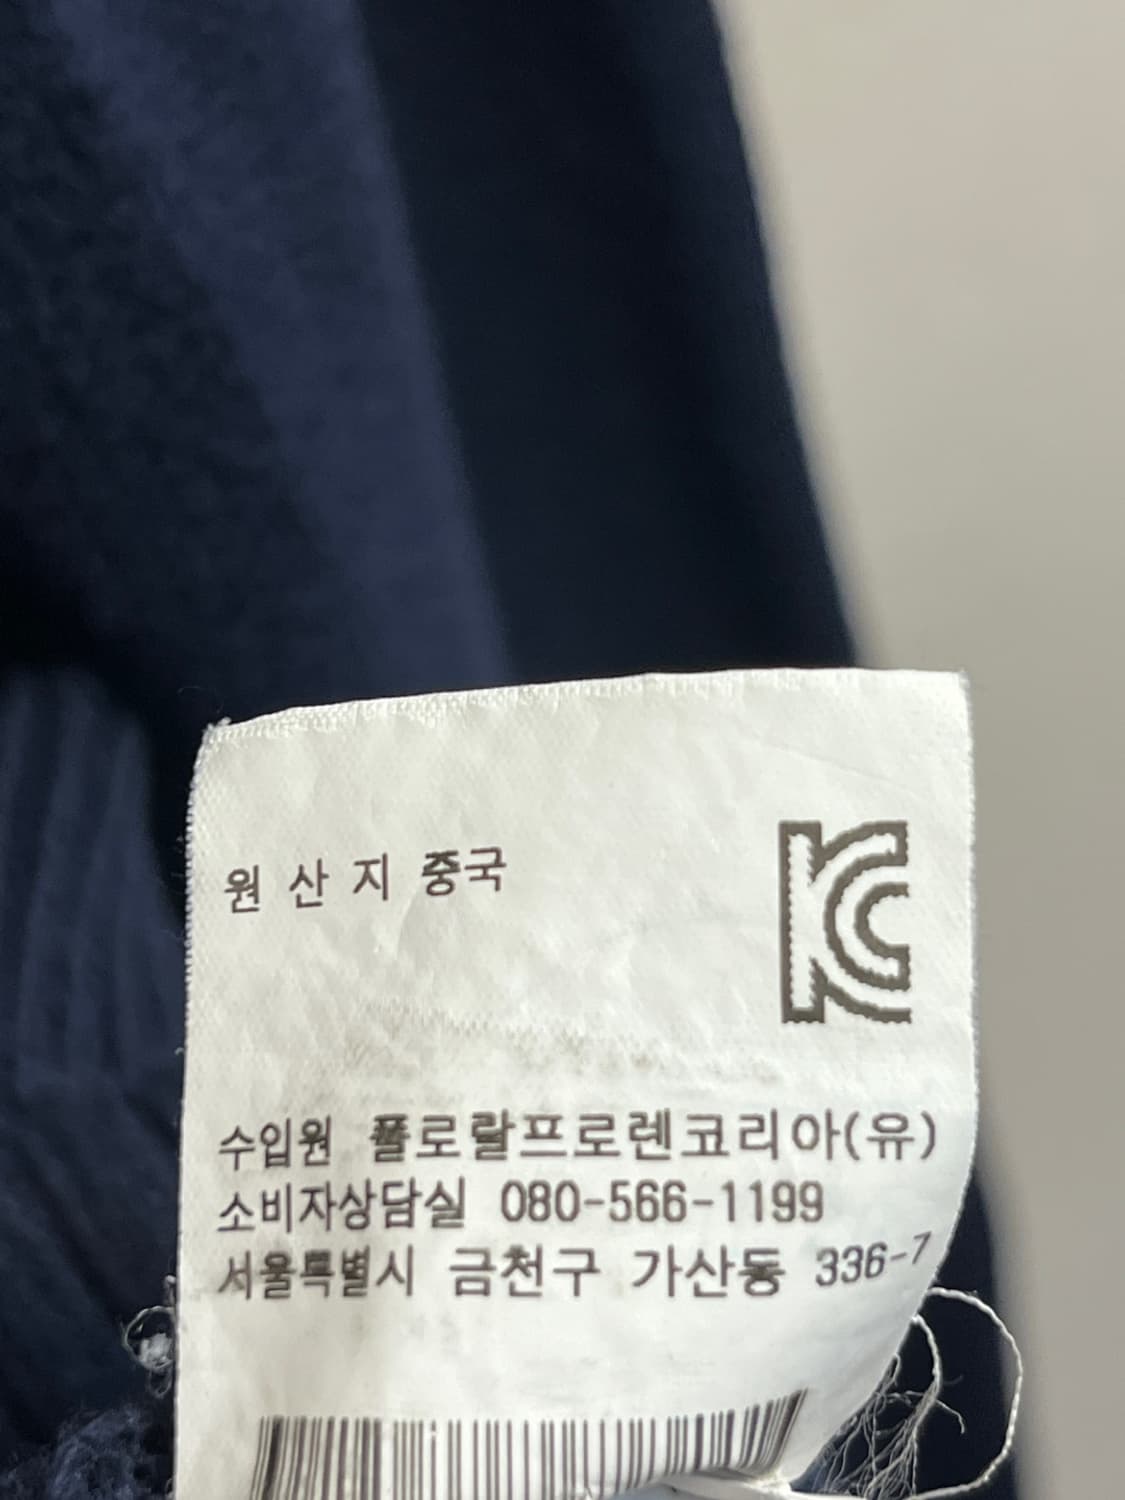 원 산 지 중국
KC
수입원 폴로랄프로렌코리아(유)
소비자상담실 080-566-1199
서울특별시 금천구 가산동 336-7